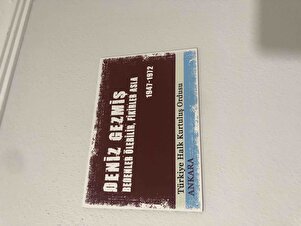 DENİZ GEZMİŞ
BEDENLER ÖLEBİLİR, FİKİRLER ASLA
1947-1972
Türkiye Halk Kurtuluş Ordusu
ANKARA